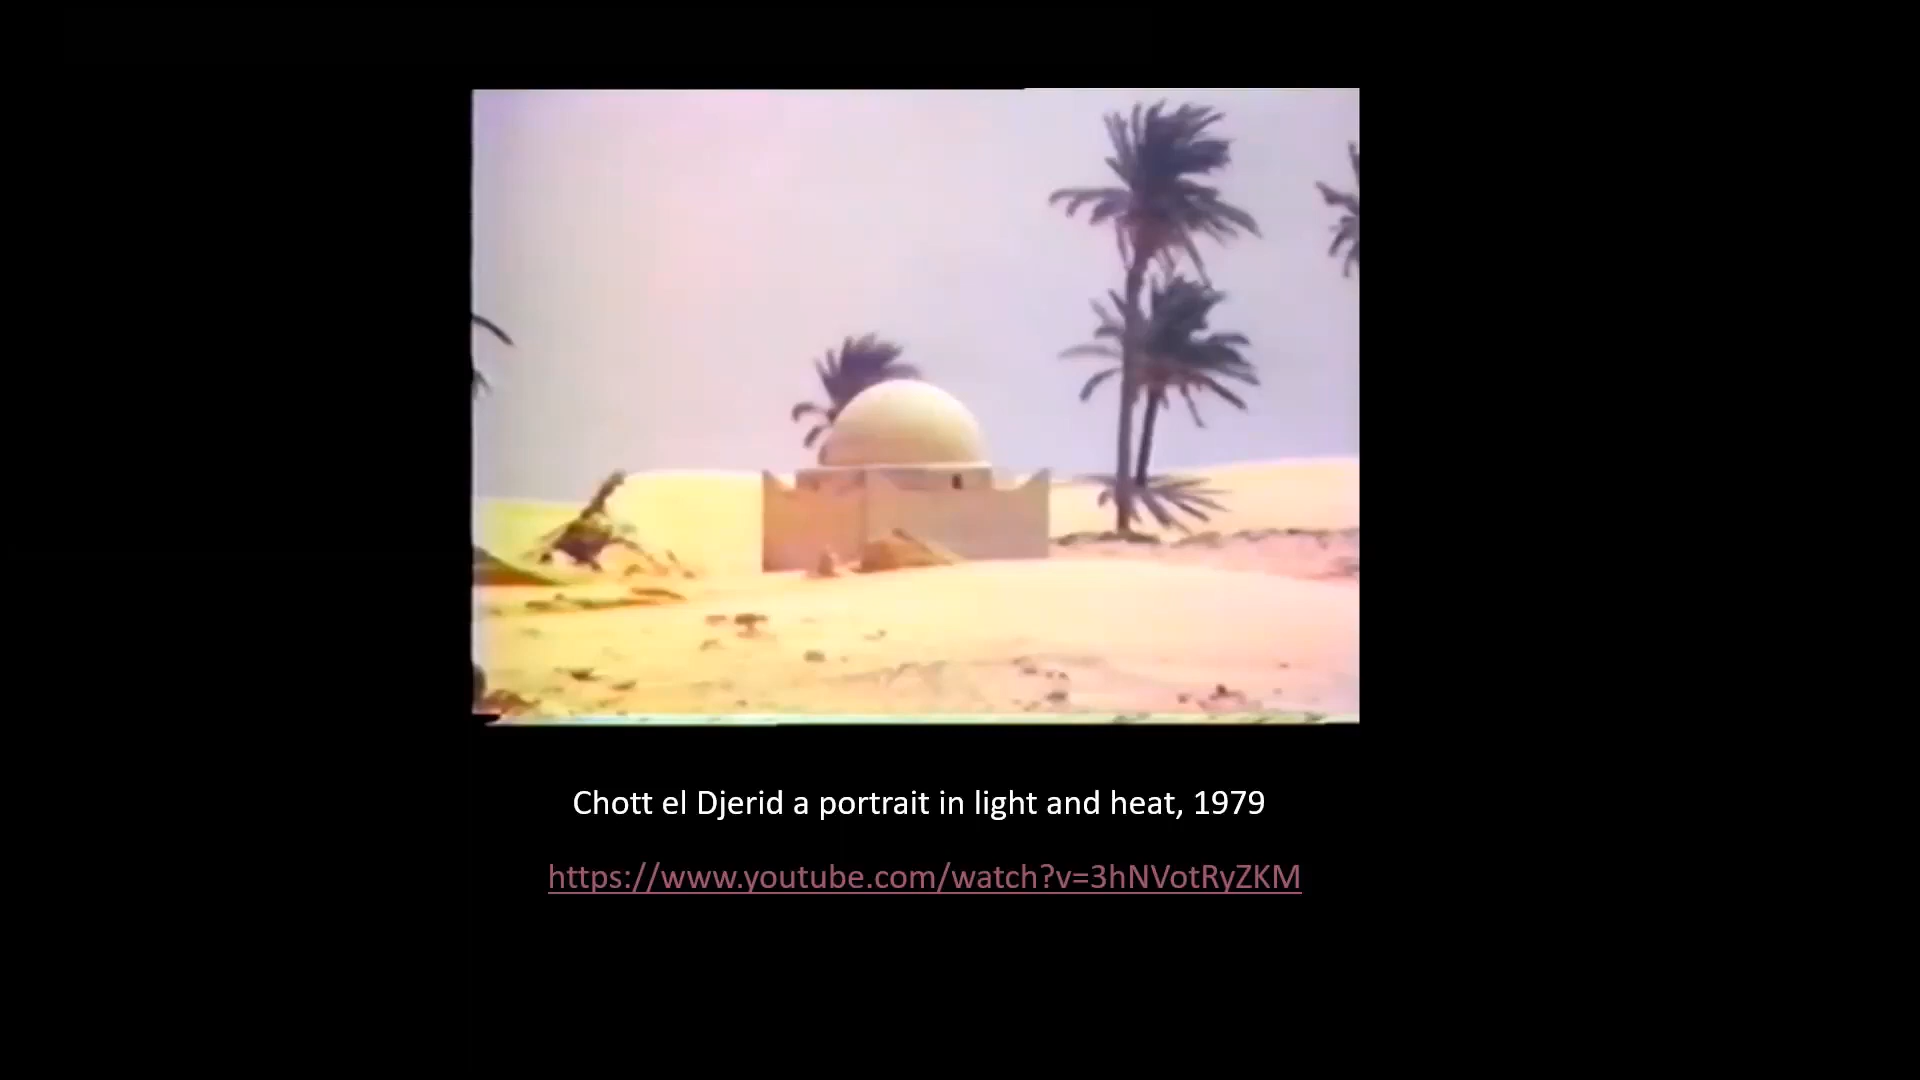 Chott el Djerid a portrait in light and heat, 1979
https://www.youtube.com/watch?v=3hNVotRyZKM